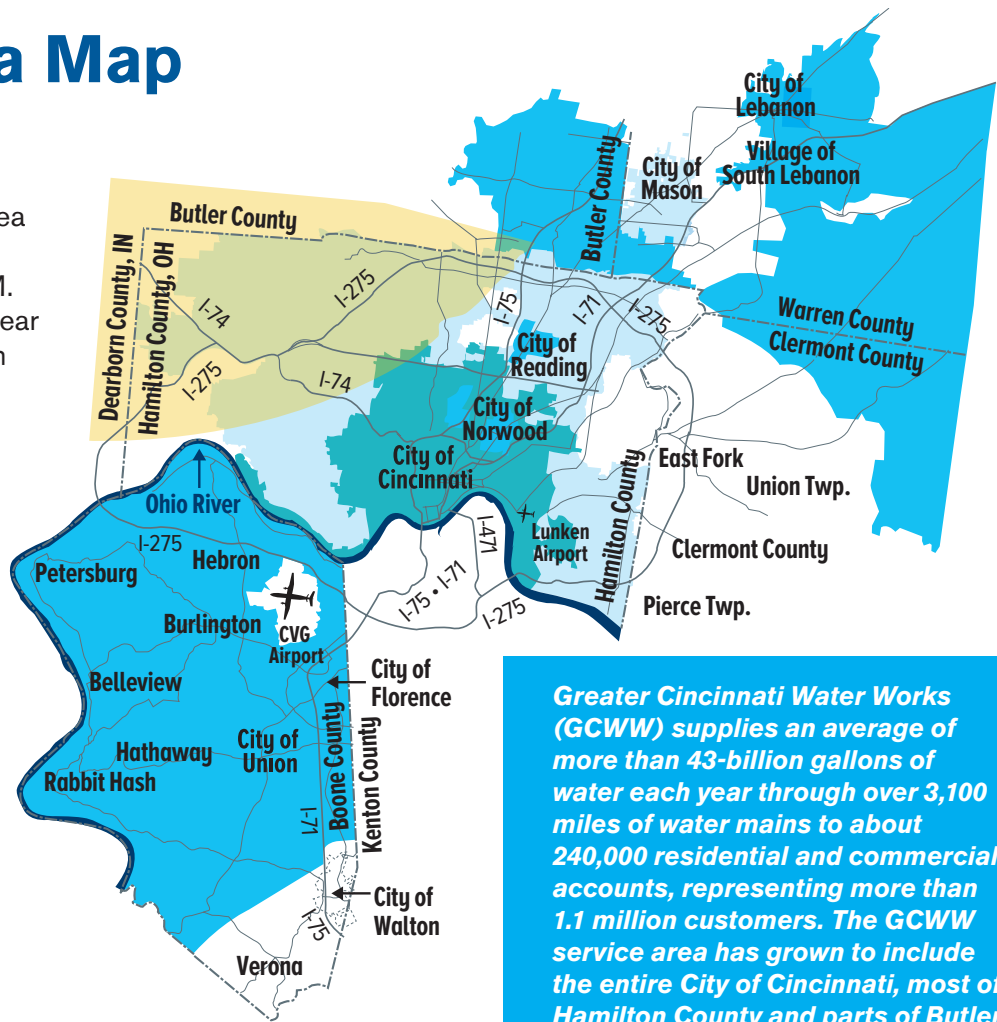 a Map
ea
M.
ear
n
City of
Lebanon
Village of
South Lebanon
City of
Mason
Butler County
Butler County
Dearborn County, IN
Hamilton County, OH
I-275
I-74
I-275
I-74
I-75
I-71
I-275
Warren County
Clermont County
City of
Reading
City of
Norwood
City of
Cincinnati
East Fork
Union Twp.
Hamilton County
Lunken
Airport
Clermont County
Pierce Twp.
Ohio River
I-275
Hebron
Petersburg
I-471
I-75 • I-71
I-275
Burlington
CVG
Airport
City of
Florence
Belleview
Hathaway
City of
Union
Rabbit Hash
Boone County
Kenton County
I-71
City of
Walton
I-75
Verona
Greater Cincinnati Water Works
(GCWW) supplies an average of
more than 43-billion gallons of
water each year through over 3,100
miles of water mains to about
240,000 residential and commercial
accounts, representing more than
1.1 million customers. The GCWW
service area has grown to include
the entire City of Cincinnati, most of
Hamilton County and parts of Butler